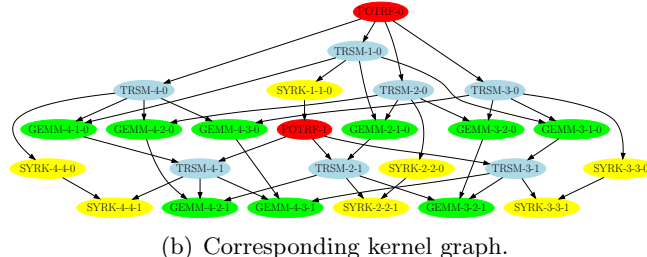 POTRF-0
TRSM-1-0
TRSM-4-0 SYRK-1-1-0 TRSM-2-0 TRSM-3-0
GEMM-4-1-0 GEMM-4-2-0 GEMM-4-3-0 POTRF-1 GEMM-2-1-0 GEMM-3-2-0 GEMM-3-1-0
SYRK-4-4-0 TRSM-4-1 TRSM-2-1 SYRK-2-2-0 TRSM-3-1 SYRK-3-3-0
SYRK-4-4-1 GEMM-4-2-1 GEMM-4-3-1 SYRK-2-2-1 GEMM-3-2-1 SYRK-3-3-1
(b) Corresponding kernel graph.